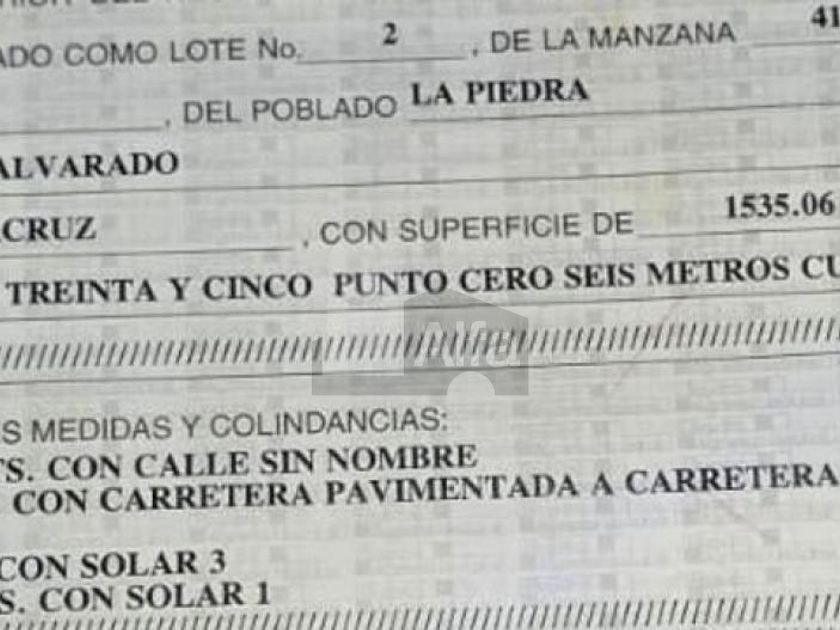 ADO COMO LOTE No. 2, DE LA MANZANA 41
, DEL POBLADO LA PIEDRA
ALVARADO
CRUZ, CON SUPERFICIE DE 1535.06
TREINTA Y CINCO PUNTO CERO SEIS METROS CU
Alfa
S MEDIDAS Y COLINDANCIAS:
TS. CON CALLE SIN NOMBRE
CON CARRETERA PAVIMENTADA A CARRETERA
CON SOLAR 3
S. CON SOLAR 1